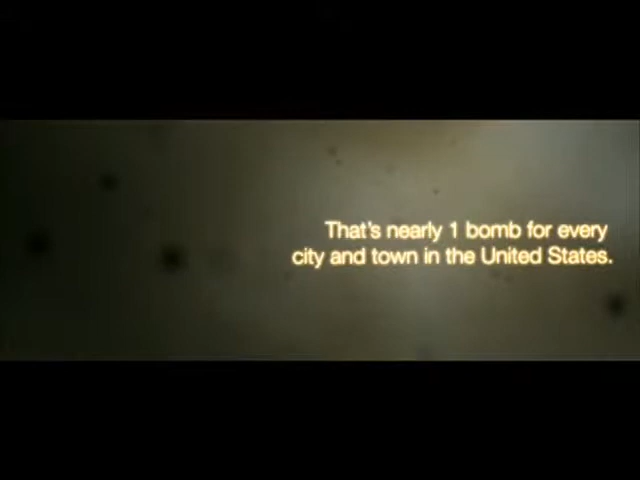 That's nearly 1 bomb for every
city and town in the United States.